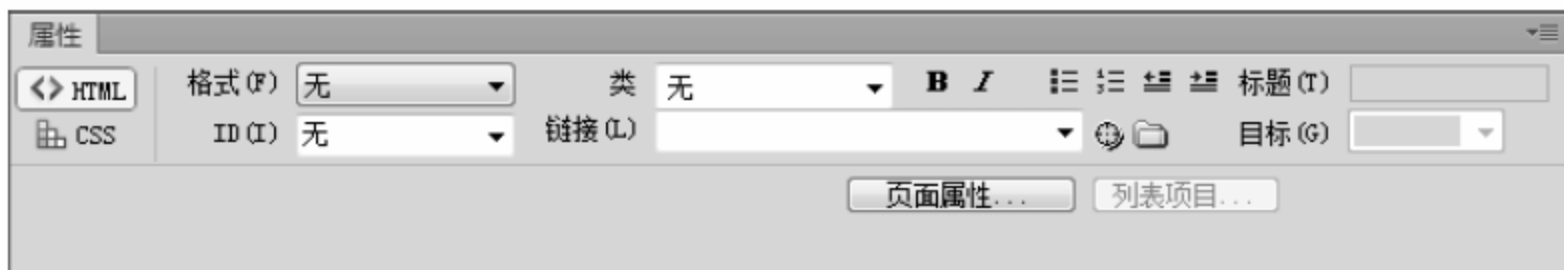 属性
HTML 格式(F) 无 类 无 B I 标题(T)
CSS ID(I) 无 链接(L) 目标(G)
页面属性... 列表项目...